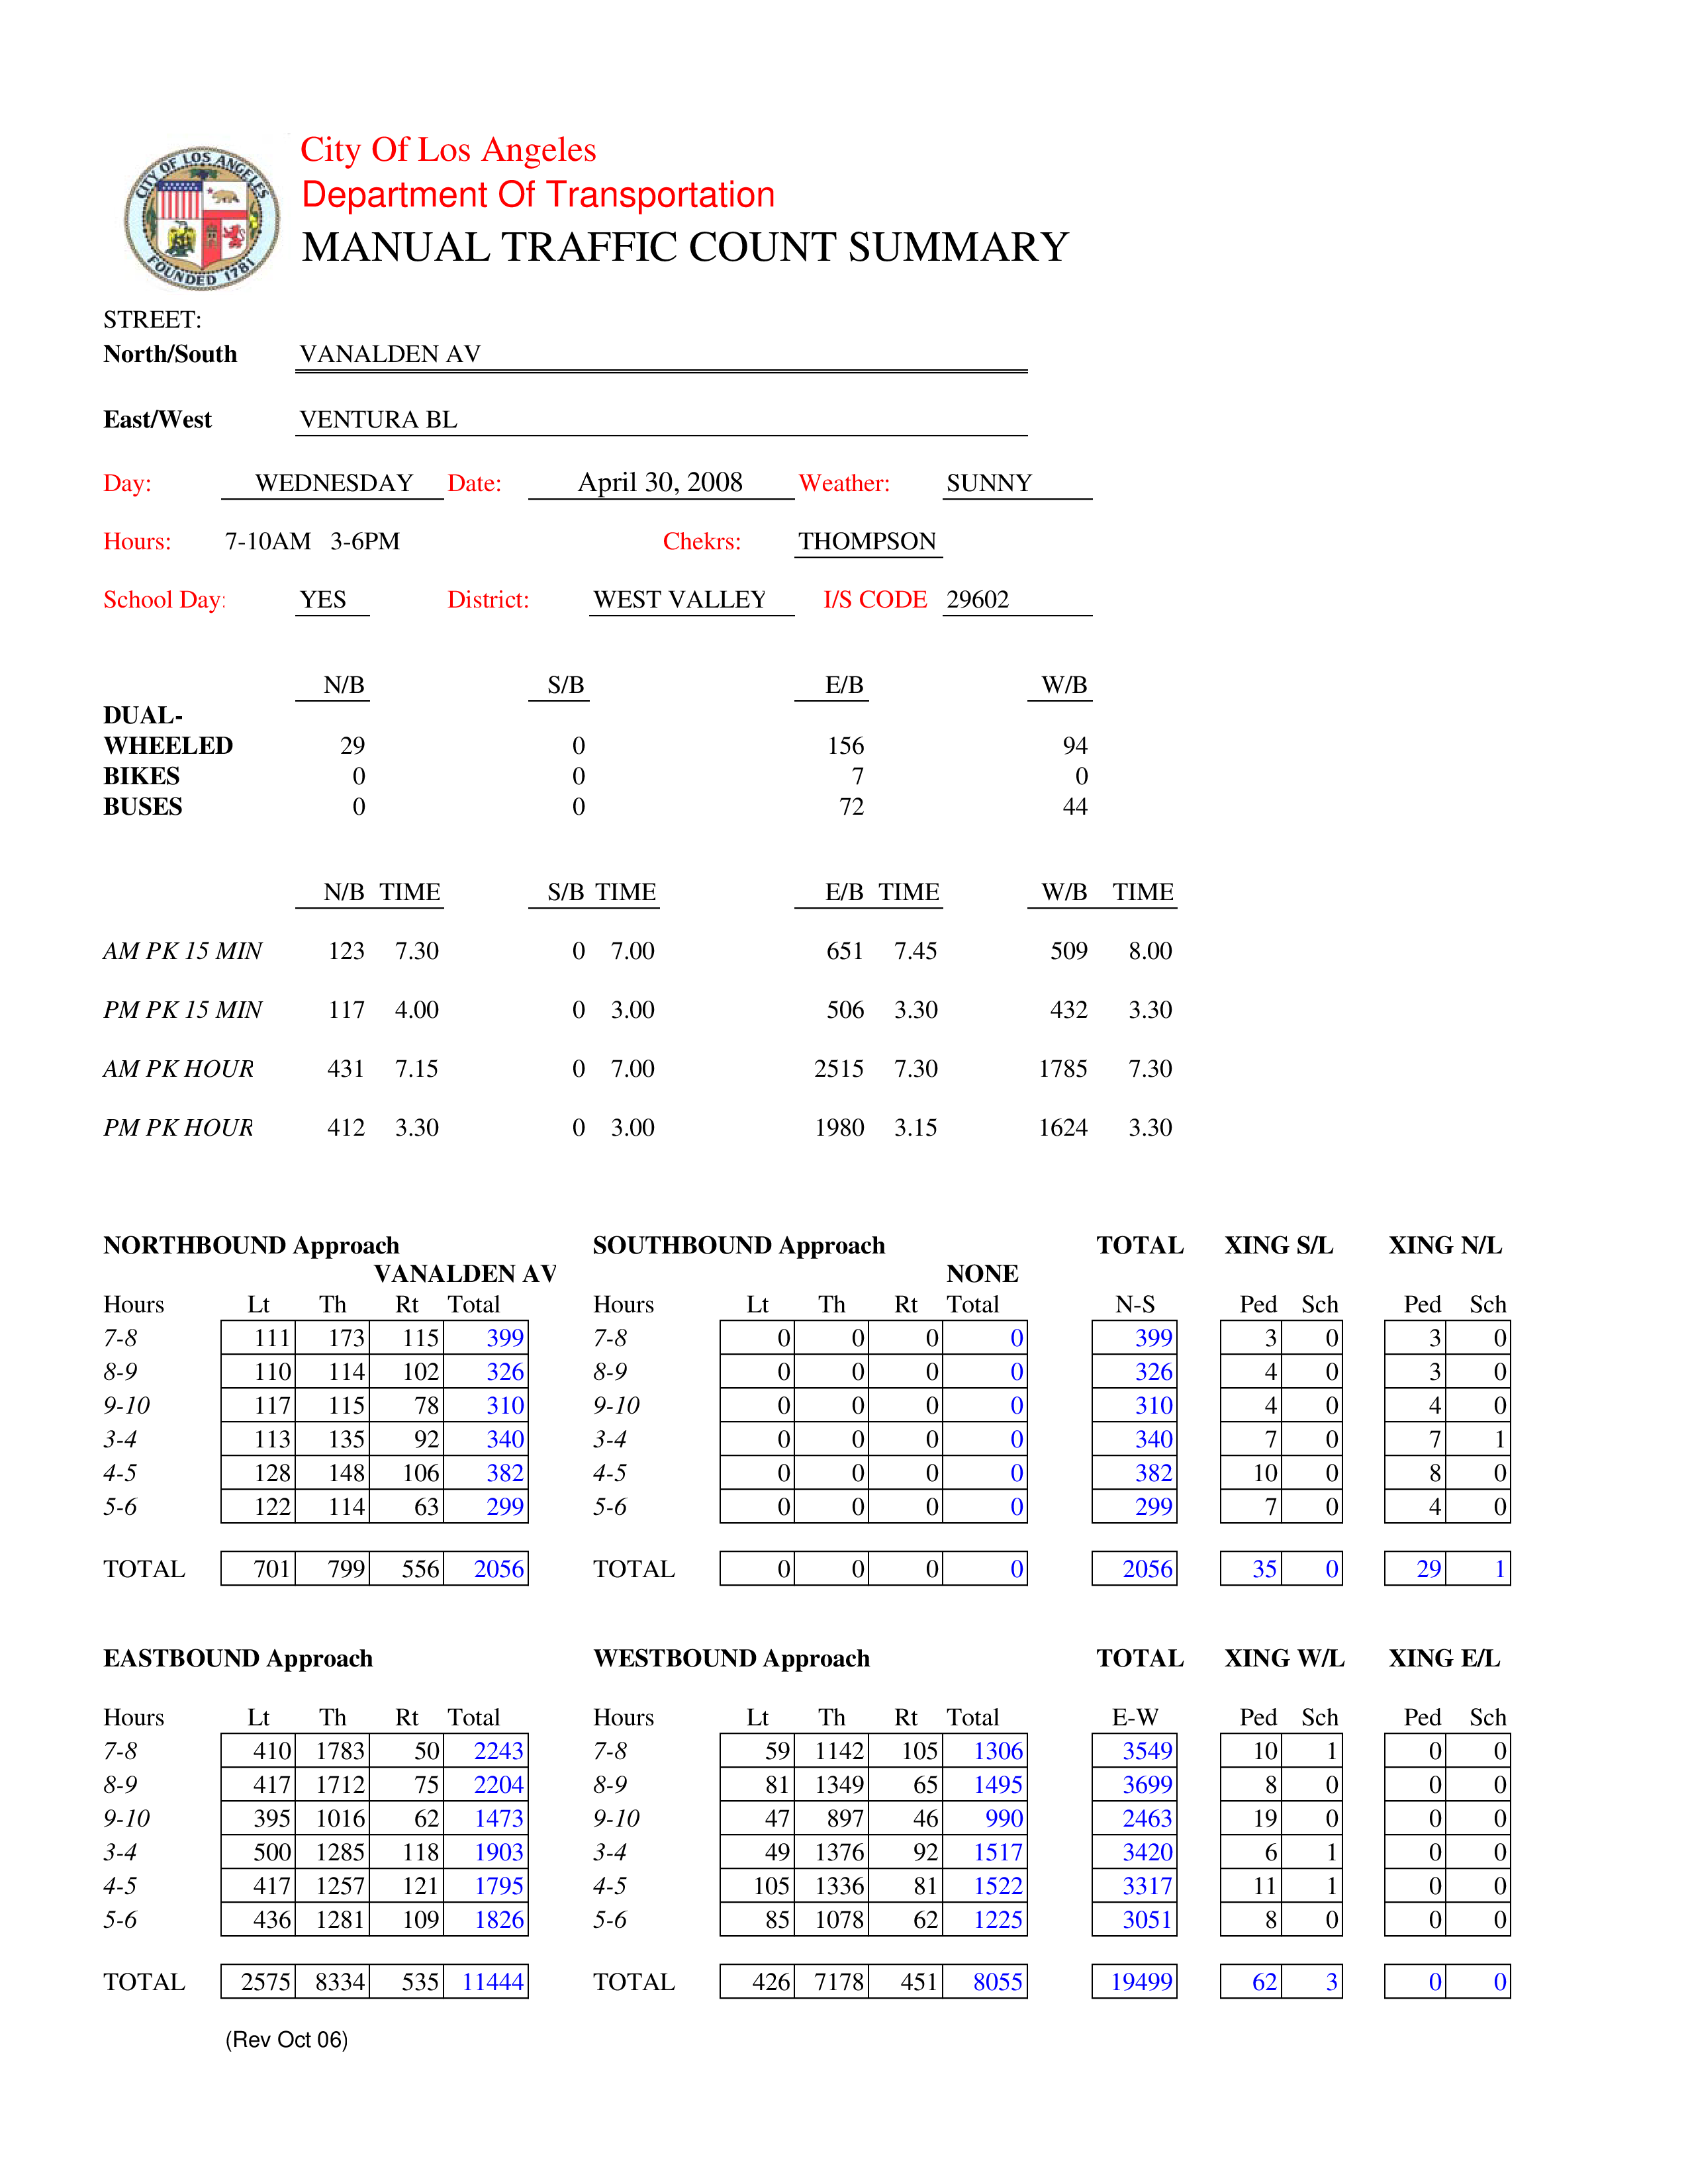 CITY OF LOS ANGELES
FOUNDED 1781
City Of Los Angeles
Department Of Transportation
MANUAL TRAFFIC COUNT SUMMARY
STREET:
North/South VANALDEN AV
East/West VENTURA BL
Day: WEDNESDAY Date: April 30, 2008 Weather: SUNNY
Hours: 7-10AM 3-6PM Chekrs: THOMPSON
School Day: YES District: WEST VALLEY I/S CODE 29602
N/B S/B E/B W/B
DUAL-
WHEELED 29 0 156 94
BIKES 0 0 7 0
BUSES 0 0 72 44
N/B TIME S/B TIME E/B TIME W/B TIME
AM PK 15 MIN 123 7.30 0 7.00 651 7.45 509 8.00
PM PK 15 MIN 117 4.00 0 3.00 506 3.30 432 3.30
AM PK HOUR 431 7.15 0 7.00 2515 7.30 1785 7.30
PM PK HOUR 412 3.30 0 3.00 1980 3.15 1624 3.30
NORTHBOUND Approach SOUTHBOUND Approach TOTAL XING S/L XING N/L
VANALDEN AV NONE
Hours Lt Th Rt Total Hours Lt Th Rt Total N-S Ped Sch Ped Sch
7-8 111 173 115 399 7-8 0 0 0 0 399 3 0 3 0
8-9 110 114 102 326 8-9 0 0 0 0 326 4 0 3 0
9-10 117 115 78 310 9-10 0 0 0 0 310 4 0 4 0
3-4 113 135 92 340 3-4 0 0 0 0 340 7 0 7 1
4-5 128 148 106 382 4-5 0 0 0 0 382 10 0 8 0
5-6 122 114 63 299 5-6 0 0 0 0 299 7 0 4 0
TOTAL 701 799 556 2056 TOTAL 0 0 0 0 2056 35 0 29 1
EASTBOUND Approach WESTBOUND Approach TOTAL XING W/L XING E/L
Hours Lt Th Rt Total Hours Lt Th Rt Total E-W Ped Sch Ped Sch
7-8 410 1783 50 2243 7-8 59 1142 105 1306 3549 10 1 0 0
8-9 417 1712 75 2204 8-9 81 1349 65 1495 3699 8 0 0 0
9-10 395 1016 62 1473 9-10 47 897 46 990 2463 19 0 0 0
3-4 500 1285 118 1903 3-4 49 1376 92 1517 3420 6 1 0 0
4-5 417 1257 121 1795 4-5 105 1336 81 1522 3317 11 1 0 0
5-6 436 1281 109 1826 5-6 85 1078 62 1225 3051 8 0 0 0
TOTAL 2575 8334 535 11444 TOTAL 426 7178 451 8055 19499 62 3 0 0
(Rev Oct 06)